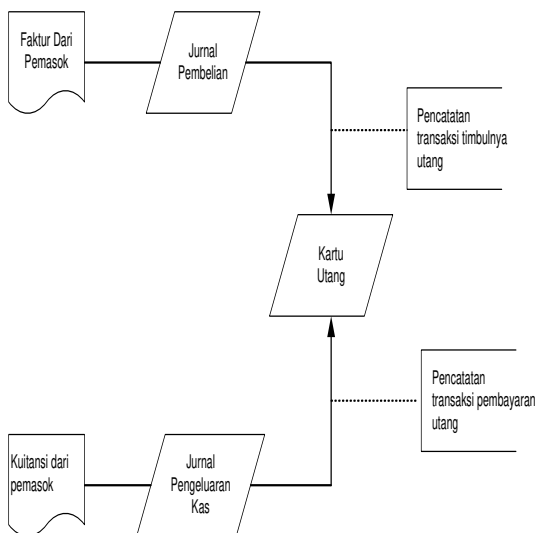 Faktur Dari
Pemasok
Jurnal
Pembelian
Pencatatan
transaksi timbulnya
utang
Kartu
Utang
Pencatatan
transaksi pembayaran
utang
Kuitansi dari
pemasok
Jurnal
Pengeluaran
Kas